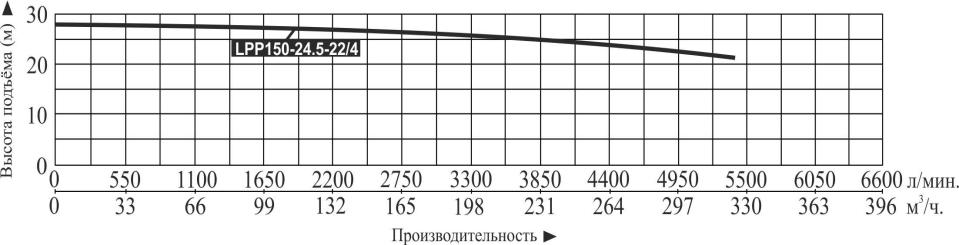 Высота подъёма (м) ▲
30
20
10
0
LPP150-24.5-22/4
0 550 1100 1650 2200 2750 3300 3850 4400 4950 5500 6050 6600 л/мин.
0 33 66 99 132 165 198 231 264 297 330 363 396 м³/ч.
Производительность ►